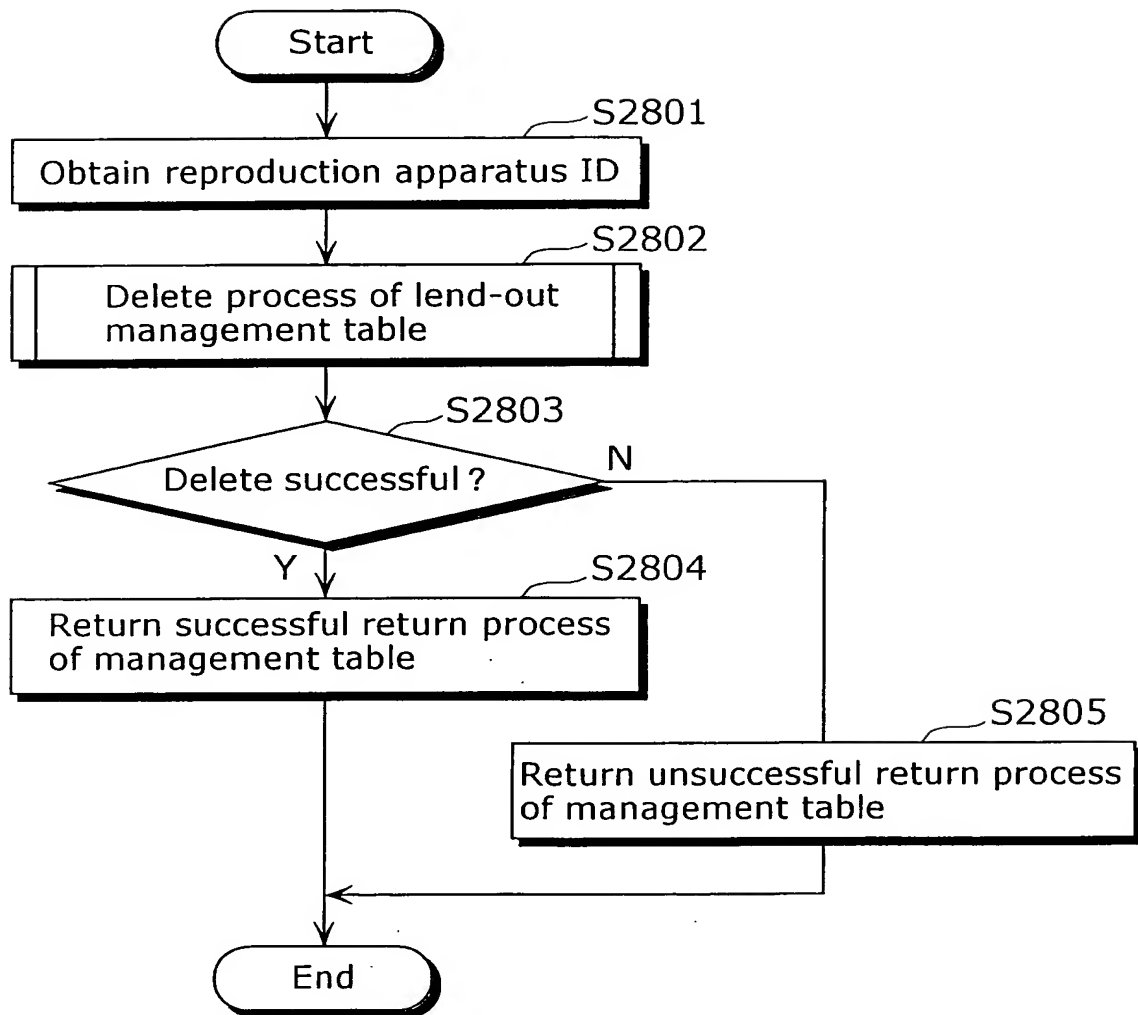 Start
S2801
Obtain reproduction apparatus ID
S2802
Delete process of lend-out
management table
S2803
Delete successful ?
N
Y
S2804
Return successful return process
of management table
S2805
Return unsuccessful return process
of management table
End